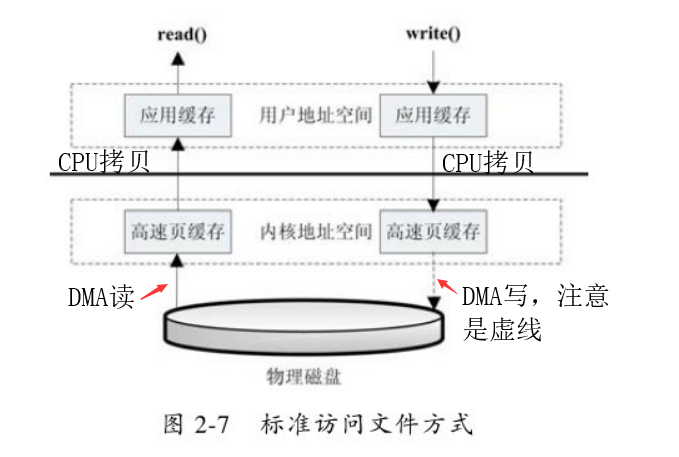 read() write()
应用缓存 用户地址空间 应用缓存
CPU拷贝 CPU拷贝
高速页缓存 内核地址空间 高速页缓存
DMA读 DMA写，注意
是虚线
物理磁盘
图 2-7 标准访问文件方式